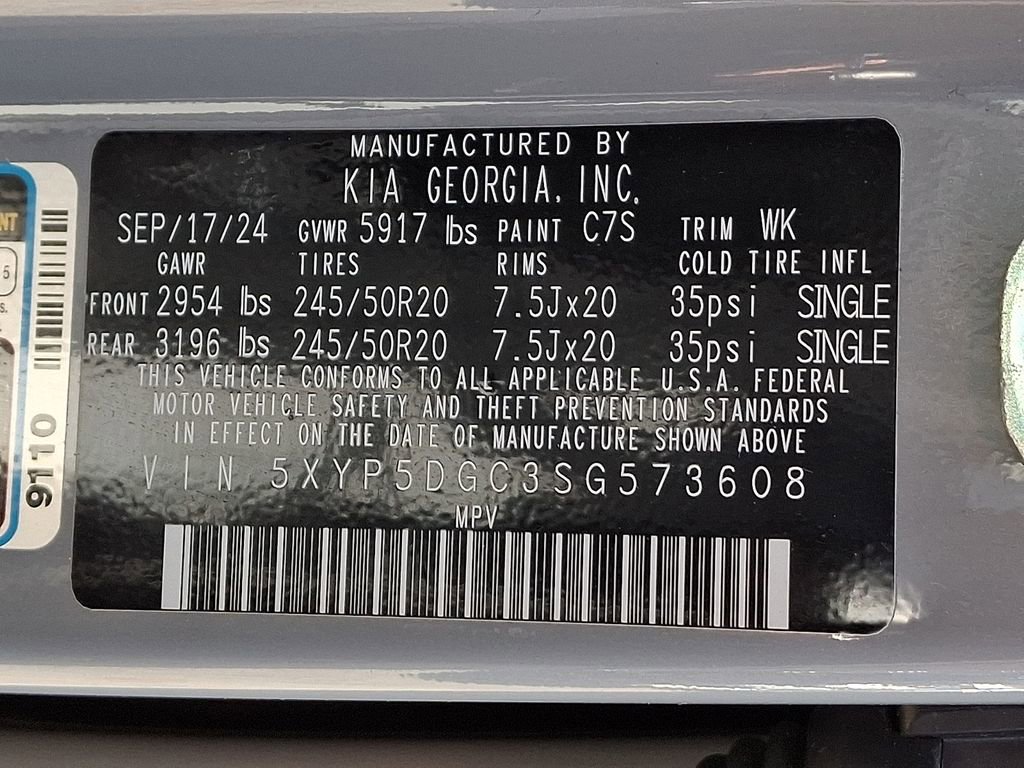 MANUFACTURED BY
KIA GEORGIA, INC.
SEP/17/24 GVWR 5917 lbs PAINT C7S TRIM WK
GAWR TIRES RIMS COLD TIRE INFL
FRONT 2954 lbs 245/50R20 7.5Jx20 35psi SINGLE
REAR 3196 lbs 245/50R20 7.5Jx20 35psi SINGLE
THIS VEHICLE CONFORMS TO ALL APPLICABLE U.S.A. FEDERAL
MOTOR VEHICLE SAFETY AND THEFT PREVENTION STANDARDS
IN EFFECT ON THE DATE OF MANUFACTURE SHOWN ABOVE
VIN 5XYP5DGC3SG573608
MPV
9110
5